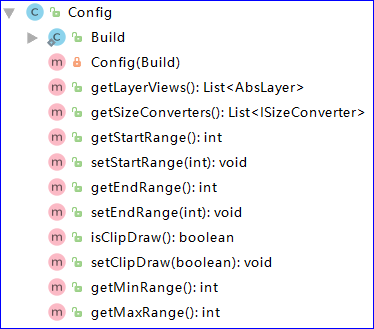 Config
Build
Config(Build)
getLayerViews(): List<AbsLayer>
getSizeConverters(): List<ISizeConverter>
getStartRange(): int
setStartRange(int): void
getEndRange(): int
setEndRange(int): void
isClipDraw(): boolean
setClipDraw(boolean): void
getMinRange(): int
getMaxRange(): int